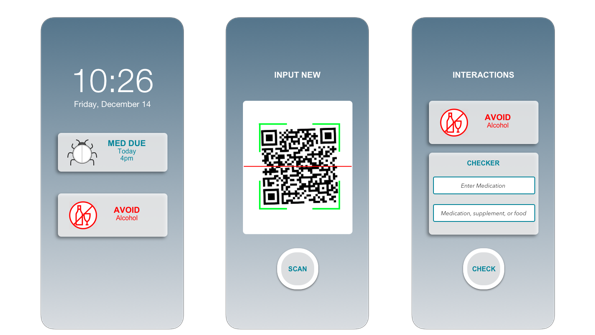 10:26
Friday, December 14
MED DUE
Today
4pm
AVOID
Alcohol
INPUT NEW
SCAN
INTERACTIONS
AVOID
Alcohol
CHECKER
Enter Medication
Medication, supplement, or food
CHECK